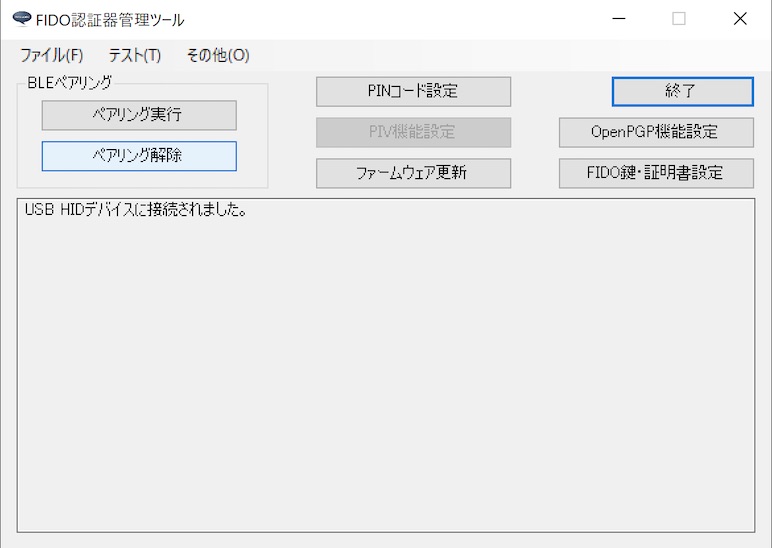 FIDO認証器管理ツール
ファイル(F) テスト(T) その他(O)
BLEペアリング
ペアリング実行
ペアリング解除
PINコード設定
PIV機能設定
ファームウェア更新
終了
OpenPGP機能設定
FIDO鍵・証明書設定
USB HIDデバイスに接続されました。